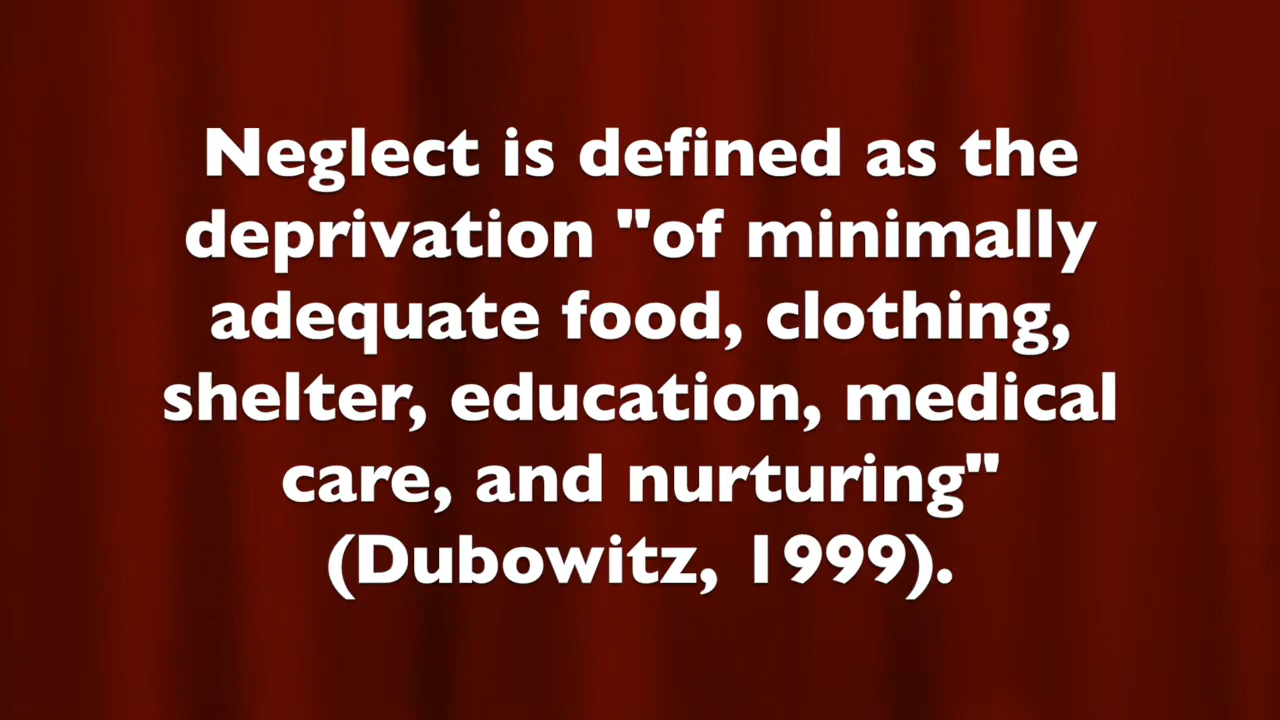 Neglect is defined as the
deprivation "of minimally
adequate food, clothing,
shelter, education, medical
care, and nurturing"
(Dubowitz, 1999).